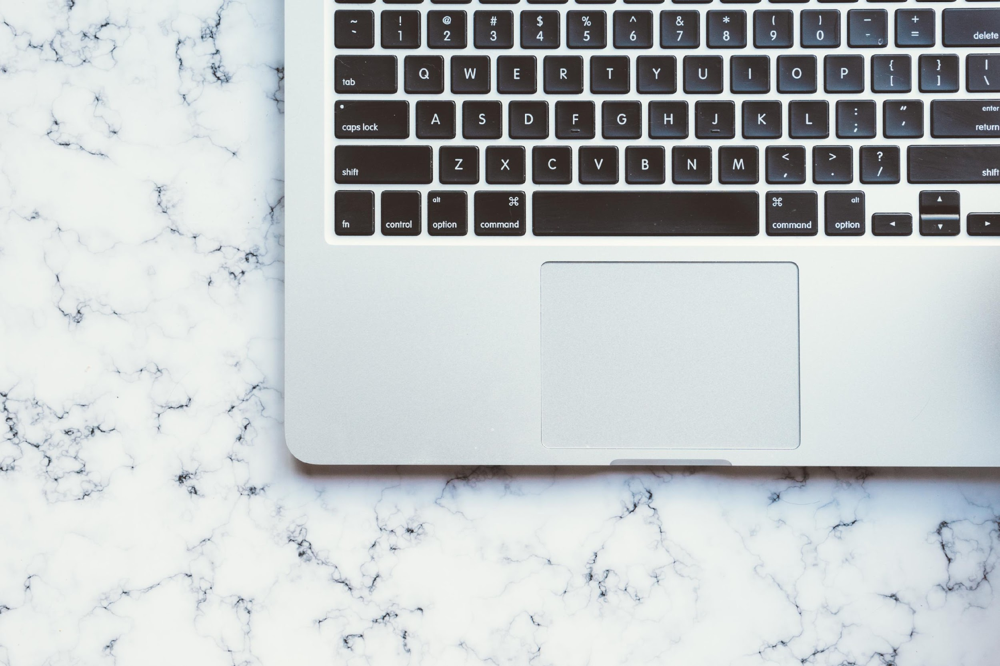 ~ ! @ # $ % ^ & * ( ) — +
` 1 2 3 4 5 6 7 8 9 0 - = delete
tab Q W E R T Y U I O P { [ } ] | \
caps lock A S D F G H J K L : ; " ' enter return
shift Z X C V B N M < , > . ? / shift
fn control alt option ⌘ command ⌘ command alt option ◀ ▲ ▼ ▶